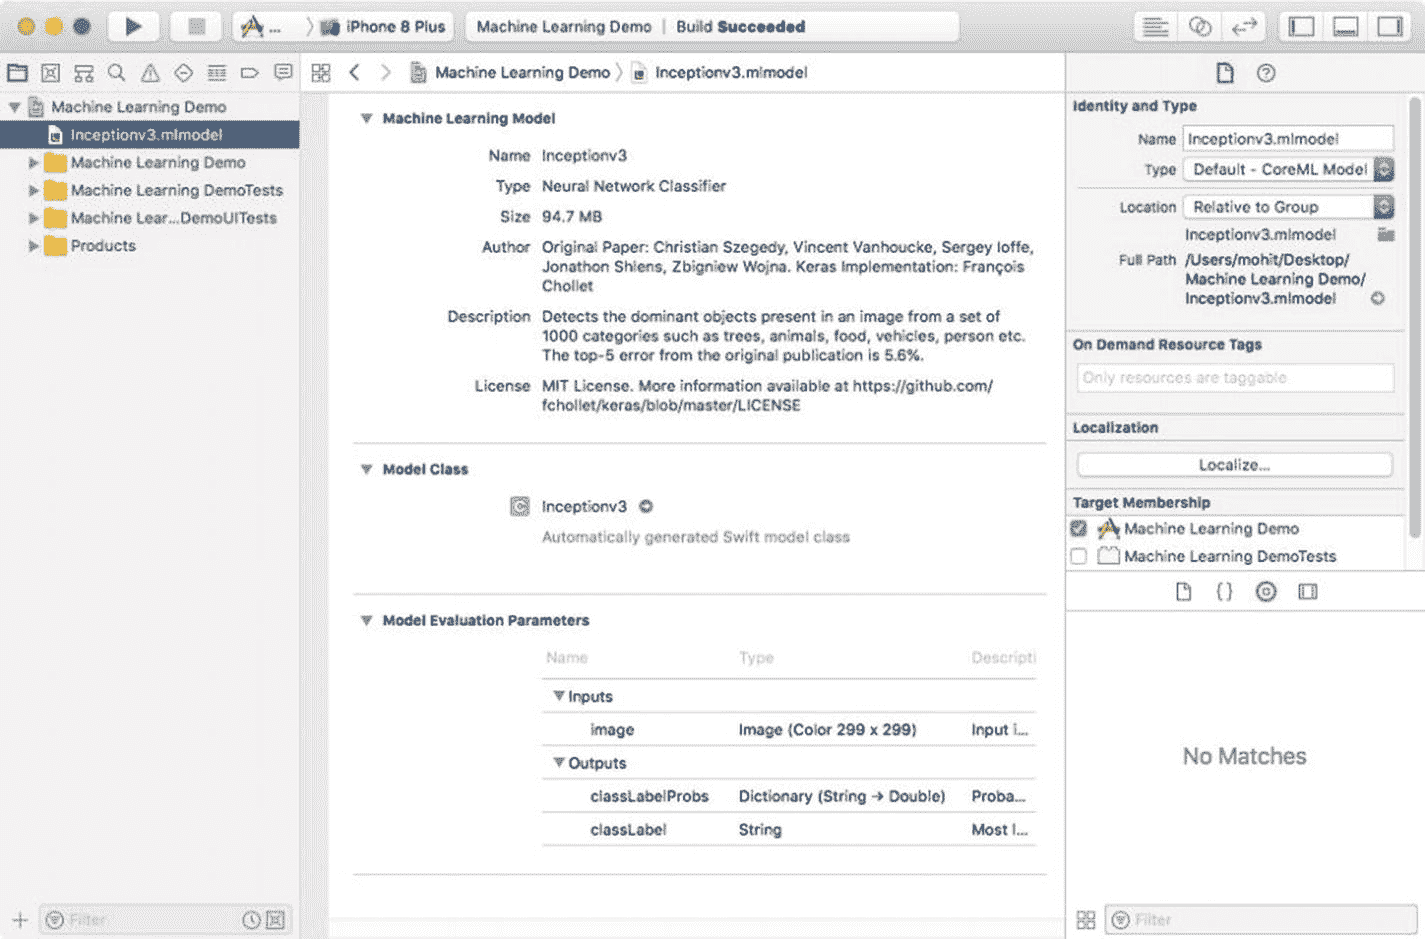 ... iPhone 8 Plus
Machine Learning Demo | Build Succeeded
Machine Learning Demo
Inceptionv3.mlmodel
Machine Learning Demo
Machine Learning DemoTests
Machine Lear...DemoUITests
Products
Filter
Machine Learning Demo
Inceptionv3.mlmodel
Machine Learning Model
Name Inceptionv3
Type Neural Network Classifier
Size 94.7 MB
Author Original Paper: Christian Szegedy, Vincent Vanhoucke, Sergey Ioffe,
Jonathon Shlens, Zbigniew Wojna. Keras Implementation: François
Chollet
Description Detects the dominant objects present in an image from a set of
1000 categories such as trees, animals, food, vehicles, person etc.
The top-5 error from the original publication is 5.6%.
License MIT License. More information available at https://github.com/
fchollet/keras/blob/master/LICENSE
Model Class
Inceptionv3
Automatically generated Swift model class
Model Evaluation Parameters
Name Type Descripti
Inputs
image Image (Color 299 x 299) Input i...
Outputs
classLabelProbs Dictionary (String → Double) Proba...
classLabel String Most l...
Identity and Type
Name Inceptionv3.mlmodel
Type Default - CoreML Model
Location Relative to Group
Inceptionv3.mlmodel
Full Path /Users/mohit/Desktop/
Machine Learning Demo/
Inceptionv3.mlmodel
On Demand Resource Tags
Only resources are taggable
Localization
Localize...
Target Membership
Machine Learning Demo
Machine Learning DemoTests
{ }
No Matches
Filter